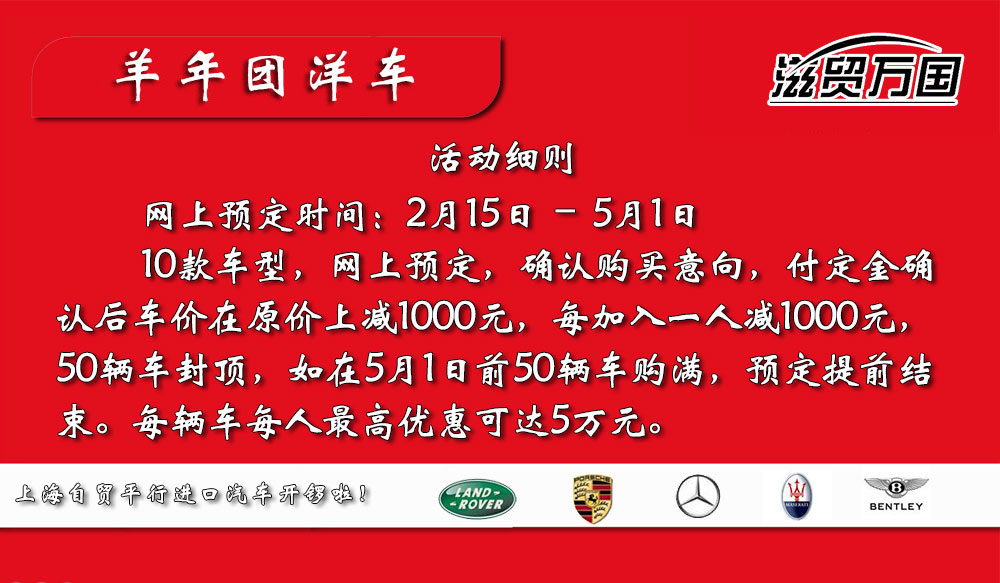 羊年团洋车
滋贸万国
活动细则
网上预定时间：2月15日 - 5月1日
10款车型，网上预定，确认购买意向，付定金确
认后车价在原价上减1000元，每加入一人减1000元，
50辆车封顶，如在5月1日前50辆车购满，预定提前结
束。每辆车每人最高优惠可达5万元。
上海自贸平行进口汽车开锣啦！
LAND-
-ROVER
PORSCHE
MASERATI
B
BENTLEY